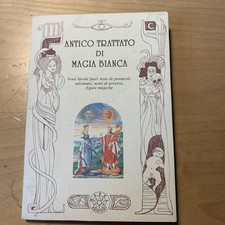 ANTICO TRATTATO
DI
MAGIA BIANCA
Venti tavole fuori testo di pentacoli,
talismani, nomi di potenza
figure magiche